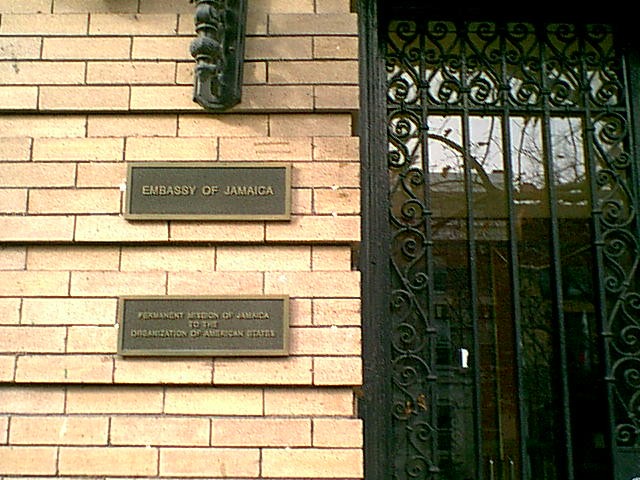 EMBASSY OF JAMAICA
PERMANENT MISSION OF JAMAICA
TO THE
ORGANIZATION OF AMERICAN STATES